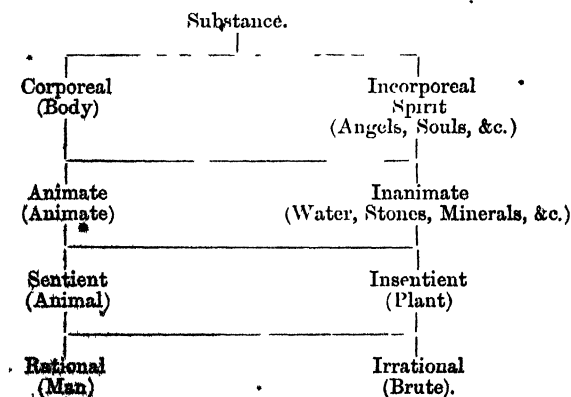 Substance.
Corporeal
(Body)
Incorporeal
Spirit
(Angels, Souls, &c.)
Animate
(Animate)
Inanimate
(Water, Stones, Minerals, &c.)
Sentient
(Animal)
Insentient
(Plant)
Rational
(Man)
Irrational
(Brute).